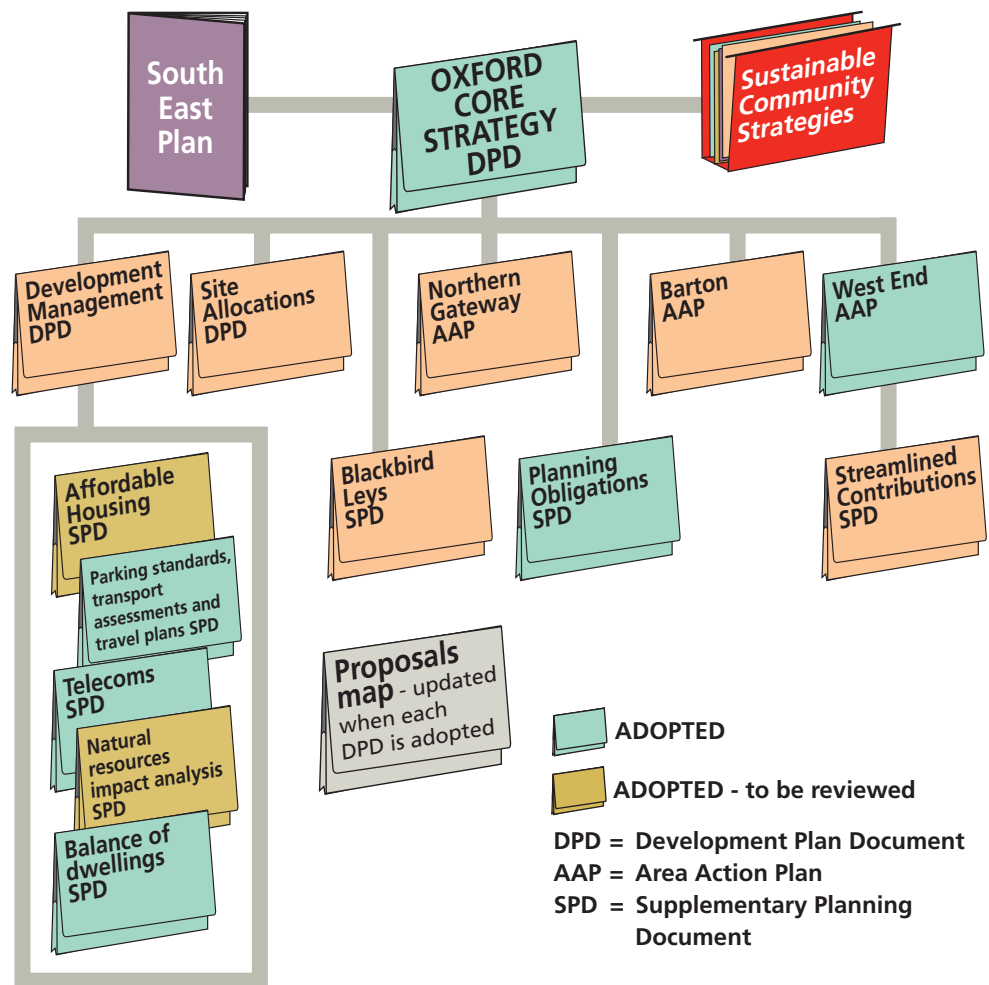 South
East
Plan
OXFORD
CORE
STRATEGY
DPD
Sustainable
Community
Strategies
Development
Management
DPD
Site
Allocations
DPD
Northern
Gateway
AAP
Barton
AAP
West End
AAP
Blackbird
Leys
SPD
Planning
Obligations
SPD
Streamlined
Contributions
SPD
Affordable
Housing
SPD
Parking standards,
transport
assessments and
travel plans SPD
Telecoms
SPD
Natural
resources
impact analysis
SPD
Balance of
dwellings
SPD
Proposals
map - updated
when each
DPD is adopted
ADOPTED
ADOPTED - to be reviewed
DPD = Development Plan Document
AAP = Area Action Plan
SPD = Supplementary Planning
Document